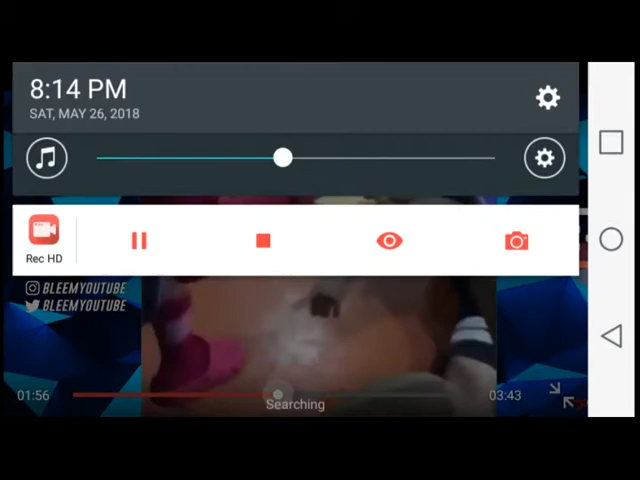 8:14 PM
SAT, MAY 26, 2018
Rec HD
BLEEMYOUTUBE
BLEEMYOUTUBE
01:56
03:43
Searching